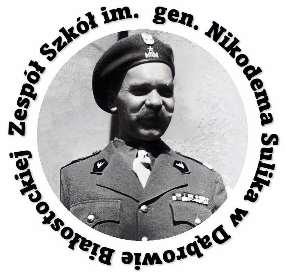 Zespół Szkół im. gen. Nikodema Sulika w Dąbrowie Białostockiej